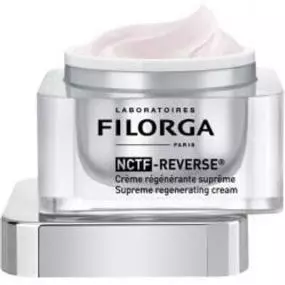 LABORATOIRES
FILORGA
PARIS
NCTF-REVERSE®
Crème régénérante suprême
Supreme regenerating cream